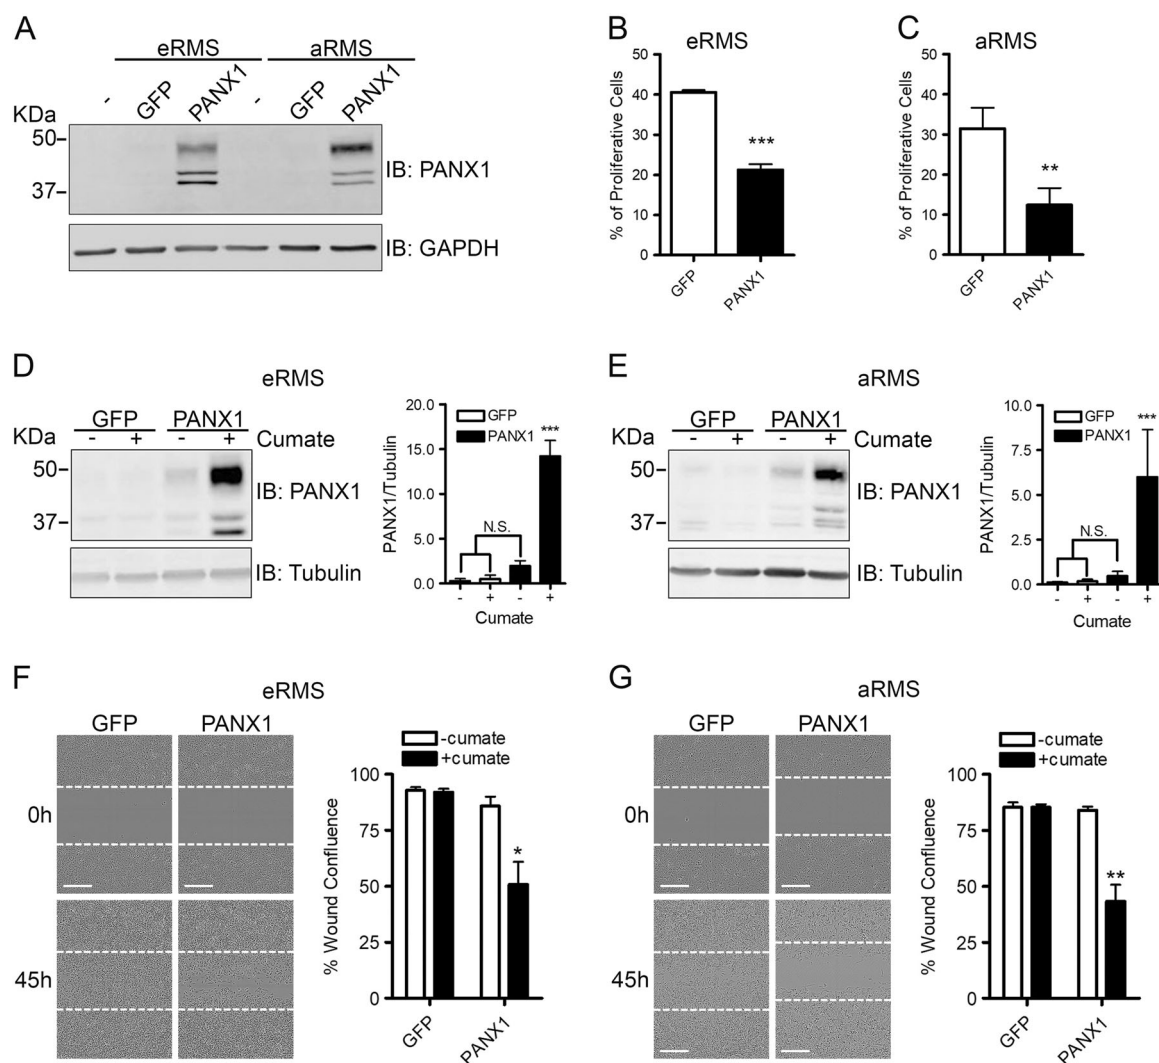 A
eRMS aRMS
- GFP PANX1 - GFP PANX1
KDa
50
37
IB: PANX1
IB: GAPDH
B
eRMS
% of Proliferative Cells
50
40
30
20
10
0
***
GFP PANX1
C
aRMS
% of Proliferative Cells
50
40
30
20
10
0
**
GFP PANX1
D
eRMS
GFP PANX1
KDa - + - + Cumate
50
37
IB: PANX1
IB: Tubulin
PANX1/Tubulin
20.0
15.0
10.0
5.0
0.0
GFP
PANX1
***
N.S.
- + - +
Cumate
E
aRMS
GFP PANX1
KDa - + - + Cumate
50
37
IB: PANX1
IB: Tubulin
PANX1/Tubulin
10.0
7.5
5.0
2.5
0.0
GFP
PANX1
***
N.S.
- + - +
Cumate
F
eRMS
GFP PANX1
0h
45h
-cumate
+cumate
% Wound Confluence
100
75
50
25
0
*
GFP PANX1
G
aRMS
GFP PANX1
0h
45h
-cumate
+cumate
% Wound Confluence
100
75
50
25
0
**
GFP PANX1